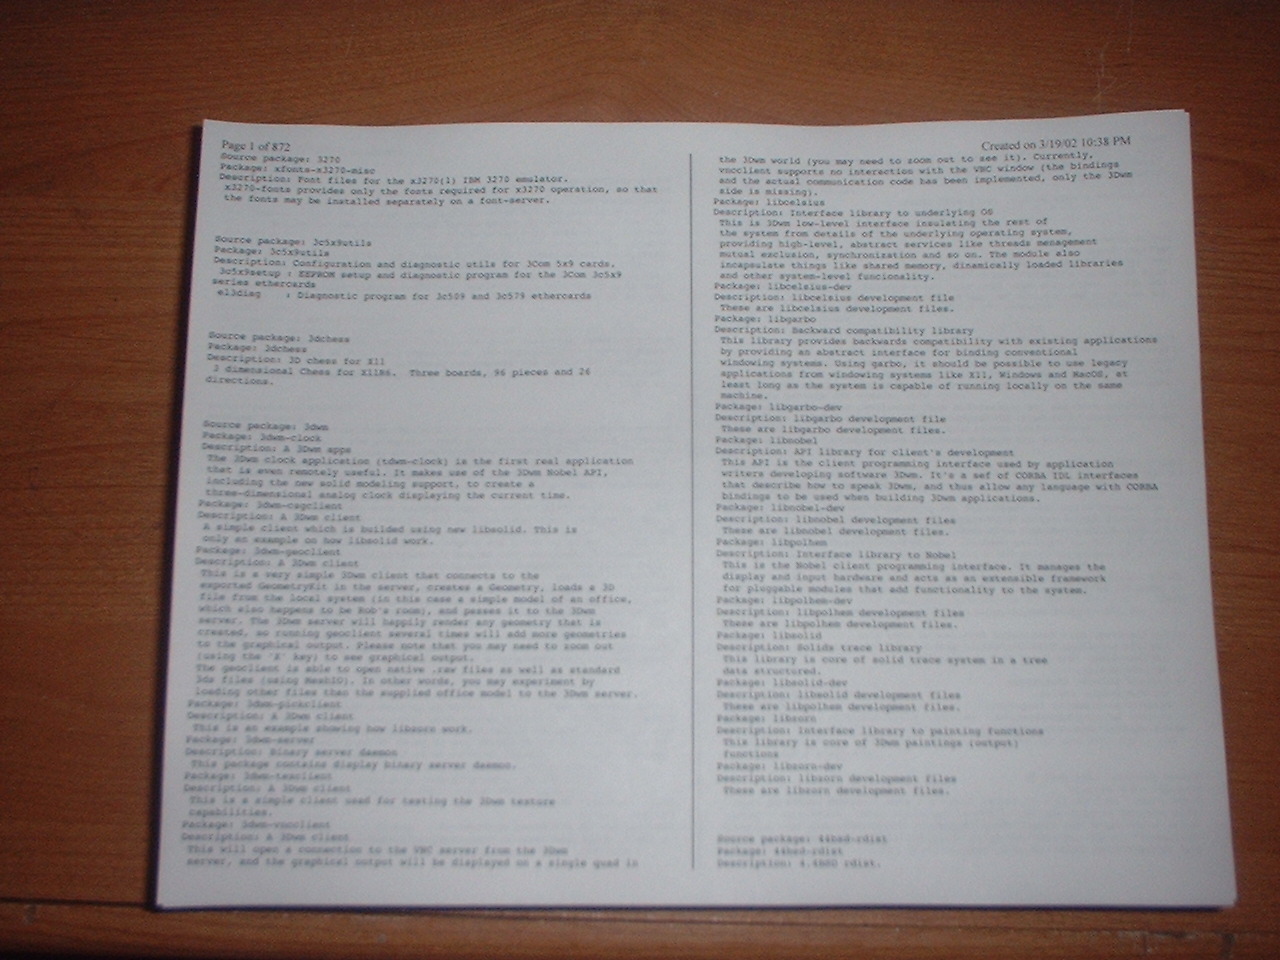 Page 1 of 872
Created on 3/19/02 10:38 PM
Source package: 3270
Package: xfonts-x3270-misc
Description: Font files for the x3270(1) IBM 3270 emulator.
x3270-fonts provides only the fonts required for x3270 operation, so that
the fonts may be installed separately on a font-server.
Source package: 3c5x9utils
Package: 3c5x9utils
Description: Configuration and diagnostic utils for 3Com 5x9 cards.
3c5x9setup : EEPROM setup and diagnostic program for the 3Com 3c5x9
series ethercards
el3diag : Diagnostic program for 3c509 and 3c579 ethercards
Source package: 3dchess
Package: 3dchess
Description: 3D chess for X11
3 dimensional Chess for X11R6. Three boards, 96 pieces and 26
directions.
Source package: 3dwm
Package: 3dwm-clock
Description: A 3Dwm apps
The 3Dwm clock application (tdwm-clock) is the first real application
that is even remotely useful. It makes use of the 3Dwm Nobel API,
including the new solid modeling support, to create a
three-dimensional analog clock displaying the current time.
Package: 3dwm-csgclient
Description: A 3Dwm client
A simple client which is builded using new libsolid. This is
only an example on how libsolid work.
Package: 3dwm-geoclient
Description: A 3Dwm client
This is a very simple 3Dwm client that connects to the
exported GeometryKit in the server, creates a Geometry, loads a 3D
file from the local system (in this case a simple model of an office,
which also happens to be Bob's room), and passes it to the 3Dwm
server. The 3Dwm server will happily render any geometry that is
created, so running geoclient several times will add more geometries
to the graphical output. Please note that you may need to zoom out
(using the 'Z' key) to see graphical output.
The geoclient is able to open native .raw files as well as standard
3ds files (using MeshIO). In other words, you may experiment by
loading other files than the supplied office model to the 3Dwm server.
Package: 3dwm-pickclient
Description: A 3Dwm client
This is an example showing how libzorn work.
Package: 3dwm-server
Description: Binary server daemon
This package contains display binary server daemon.
Package: 3dwm-texclient
Description: A 3Dwm client
This is a simple client used for testing the 3Dwm texture
capabilities.
Package: 3dwm-vncclient
Description: A 3Dwm client
This will open a connection to the VNC server from the 3Dwm
server, and the graphical output will be displayed on a single quad in
the 3Dwm world (you may need to zoom out to see it). Currently,
vncclient supports no interaction with the VNC window (the bindings
and the actual communication code has been implemented, only the 3Dwm
side is missing).
Package: libcelsius
Description: Interface library to underlying OS
This is 3Dwm low-level interface insulating the rest of
the system from details of the underlying operating system,
providing high-level, abstract services like threads menagement
mutual exclusion, synchronization and so on. The module also
incapsulate things like shared memory, dinamically loaded libraries
and other system-level funcionality.
Package: libcelsius-dev
Description: libcelsius development file
These are libcelsius development files.
Package: libgarbo
Description: Backward compatibility library
This library provides backwards compatibility with existing applications
by providing an abstract interface for binding conventional
windowing systems. Using garbo, it should be possible to use legacy
applications from windowing systems like X11, Windows and MacOS, at
least long as the system is capable of running locally on the same
machine.
Package: libgarbo-dev
Description: libgarbo development file
These are libgarbo development files.
Package: libnobel
Description: API library for client's development
This API is the client programming interface used by application
writers developing software 3Dwm. It's a sef of CORBA IDL interfaces
that describe how to speak 3Dwm, and thus allow any language with CORBA
bindings to be used when building 3Dwm applications.
Package: libnobel-dev
Description: libnobel development files
These are libnobel development files.
Package: libpolhem
Description: Interface library to Nobel
This is the Nobel client programming interface. It manages the
display and input hardware and acts as an extensible framework
for pluggable modules that add functionality to the system.
Package: libpolhem-dev
Description: libpolhem development files
These are libpolhem development files.
Package: libsolid
Description: Solids trace library
This library is core of solid trace system in a tree
data structured.
Package: libsolid-dev
Description: libsolid development files
These are libpolhem development files.
Package: libzorn
Description: Interface library to painting functions
This library is core of 3Dwm paintings (output)
functions
Package: libzorn-dev
Description: libzorn development files
These are libzorn development files.
Source package: 44bsd-rdist
Package: 44bsd-rdist
Description: 4.4BSD rdist.